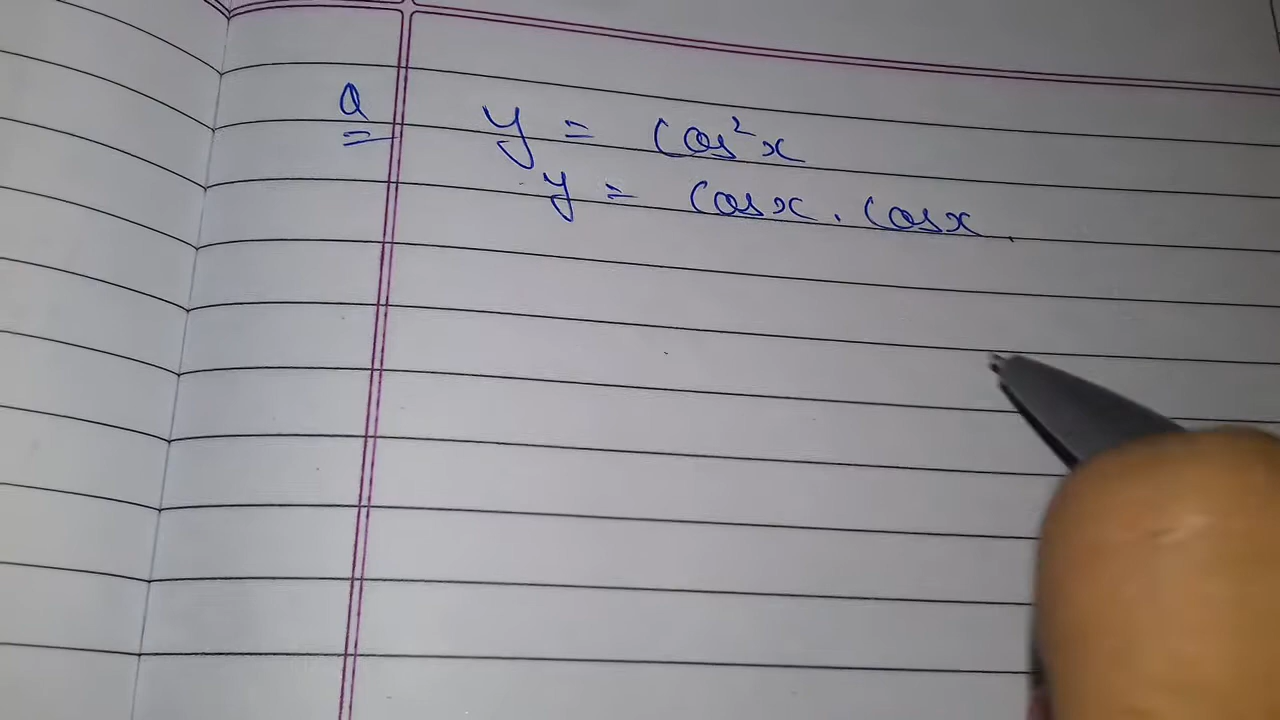 Q y = cos²x
y = cosx . cosx